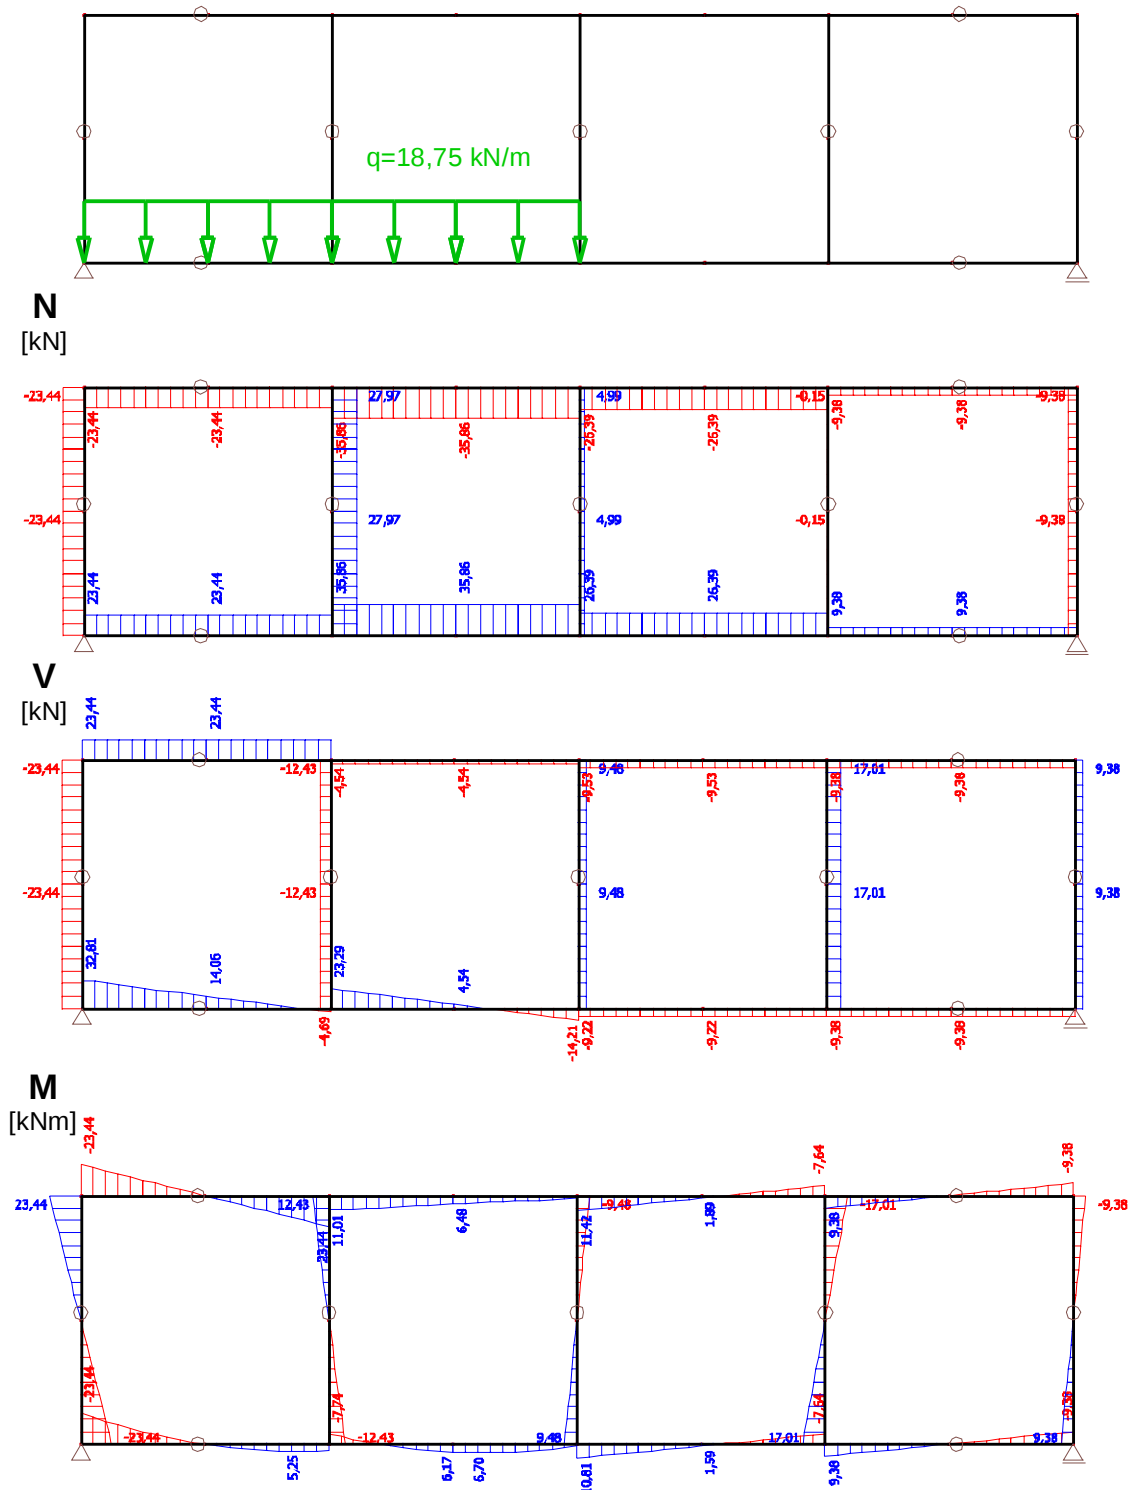 q=18,75 kN/m
N
[kN]
-23,44 27,97 4,99 -0,15 -9,38
-23,44 -23,44 -35,86 -35,86 -26,39 -26,39 -9,38 -9,38
-23,44 27,97 4,99 -0,15 -9,38
23,44 23,44 35,86 35,86 26,39 26,39 9,38 9,38
V
[kN]
23,44 23,44
-23,44 -12,43 9,48 17,01 9,38
-4,54 -4,54 -9,53 -9,53 -9,38 -9,38
-23,44 -12,43 9,48 17,01 9,38
32,81 14,06 23,29 4,54
-4,69 -14,21 -9,22 -9,22 -9,38 -9,38
M
[kNm]
-23,44 -7,64 -9,38
23,44 12,43 -9,48 -17,01 -9,38
23,44 11,01 6,48 11,42 1,89 9,38
-23,44 -7,74 -7,64 -9,38
-23,44 -12,43 9,48 17,01 9,38
5,25 6,17 6,70 10,81 1,59 9,38